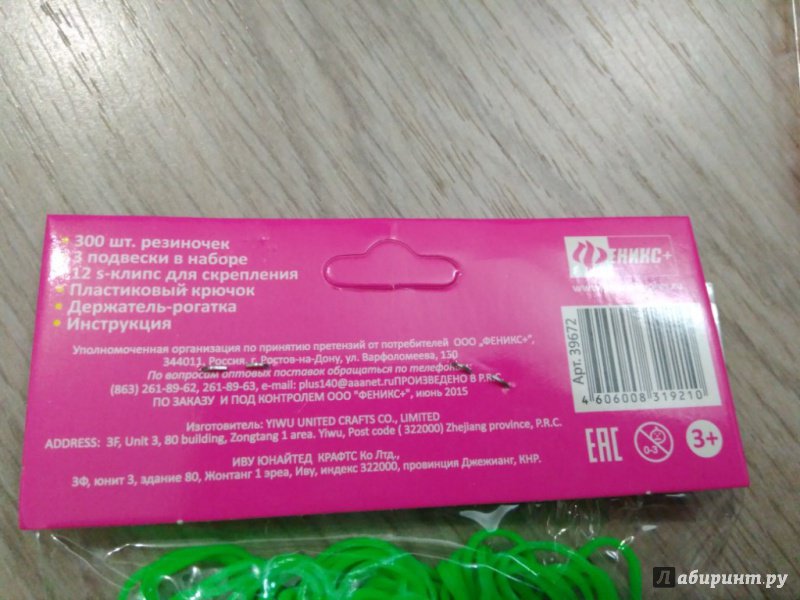 300 шт. резиночек
3 подвески в наборе
12 s-клипс для скрепления
Пластиковый крючок
Держатель-рогатка
Инструкция
ФЕНИКС+
www.
Арт. 39672
4 606008 319210
Уполномоченная организация по принятию претензий от потребителей ООО „ФЕНИКС+",
344011, Россия, г. Ростов-на-Дону, ул. Варфоломеева, 150
По вопросам оптовых поставок обращаться по телефонам
(863) 261-89-62, 261-89-63, e-mail: plus140@aaanet.ruПРОИЗВЕДЕНО В P.R.C.
ПО ЗАКАЗУ И ПОД КОНТРОЛЕМ ООО "ФЕНИКС+", июнь 2015
Изготовитель: YIWU UNITED CRAFTS CO., LIMITED
ADDRESS: 3F, Unit 3, 80 building, Zongtang 1 area. Yiwu, Post code ( 322000) Zhejiang province, P.R.C.
ИВУ ЮНАЙТЕД КРАФТС Ко Лтд.,
3Ф, юнит 3, здание 80, Жонтанг 1 эреа, Иву, индекс 322000, провинция Джежианг, КНР.
EAC
0-3
3+
Лабиринт.ру